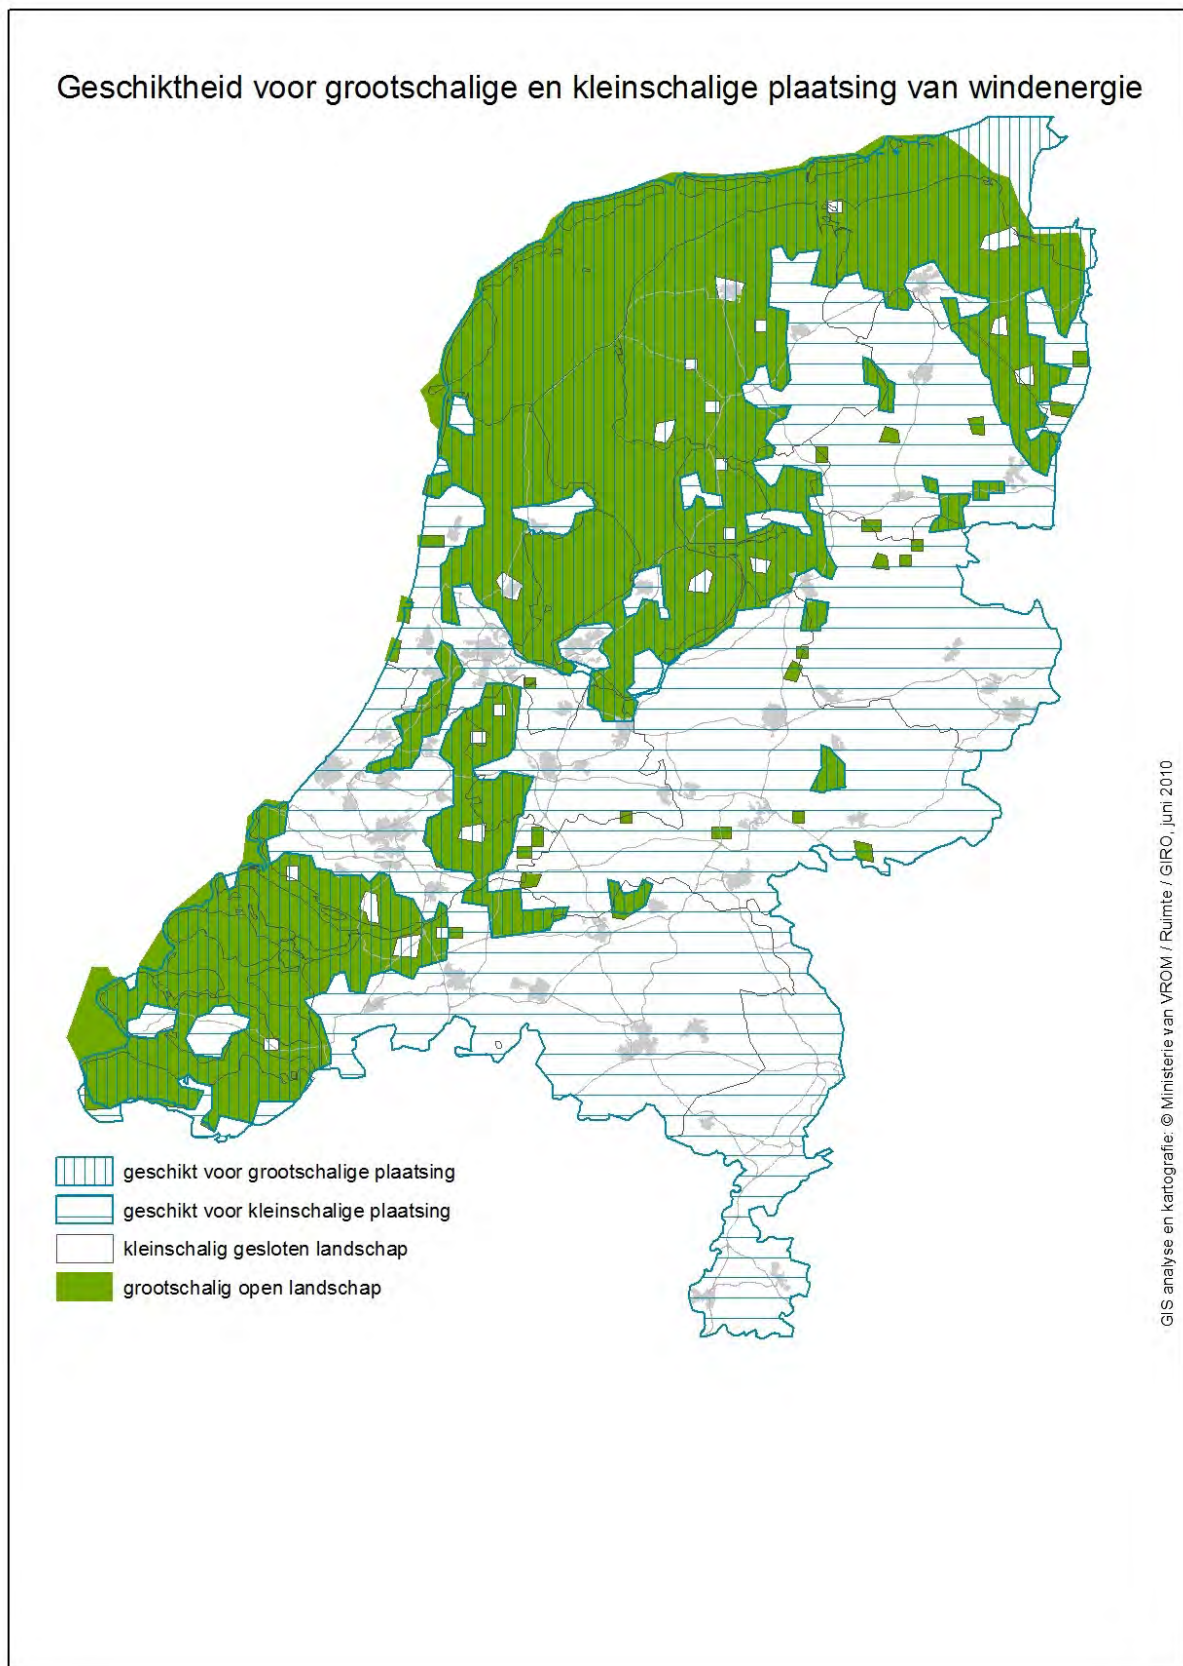 Geschiktheid voor grootschalige en kleinschalige plaatsing van windenergie
geschikt voor grootschalige plaatsing
geschikt voor kleinschalige plaatsing
kleinschalig gesloten landschap
grootschalig open landschap
GIS analyse en kartografie: © Ministerie van VROM / Ruimte / GIRO, juni 2010